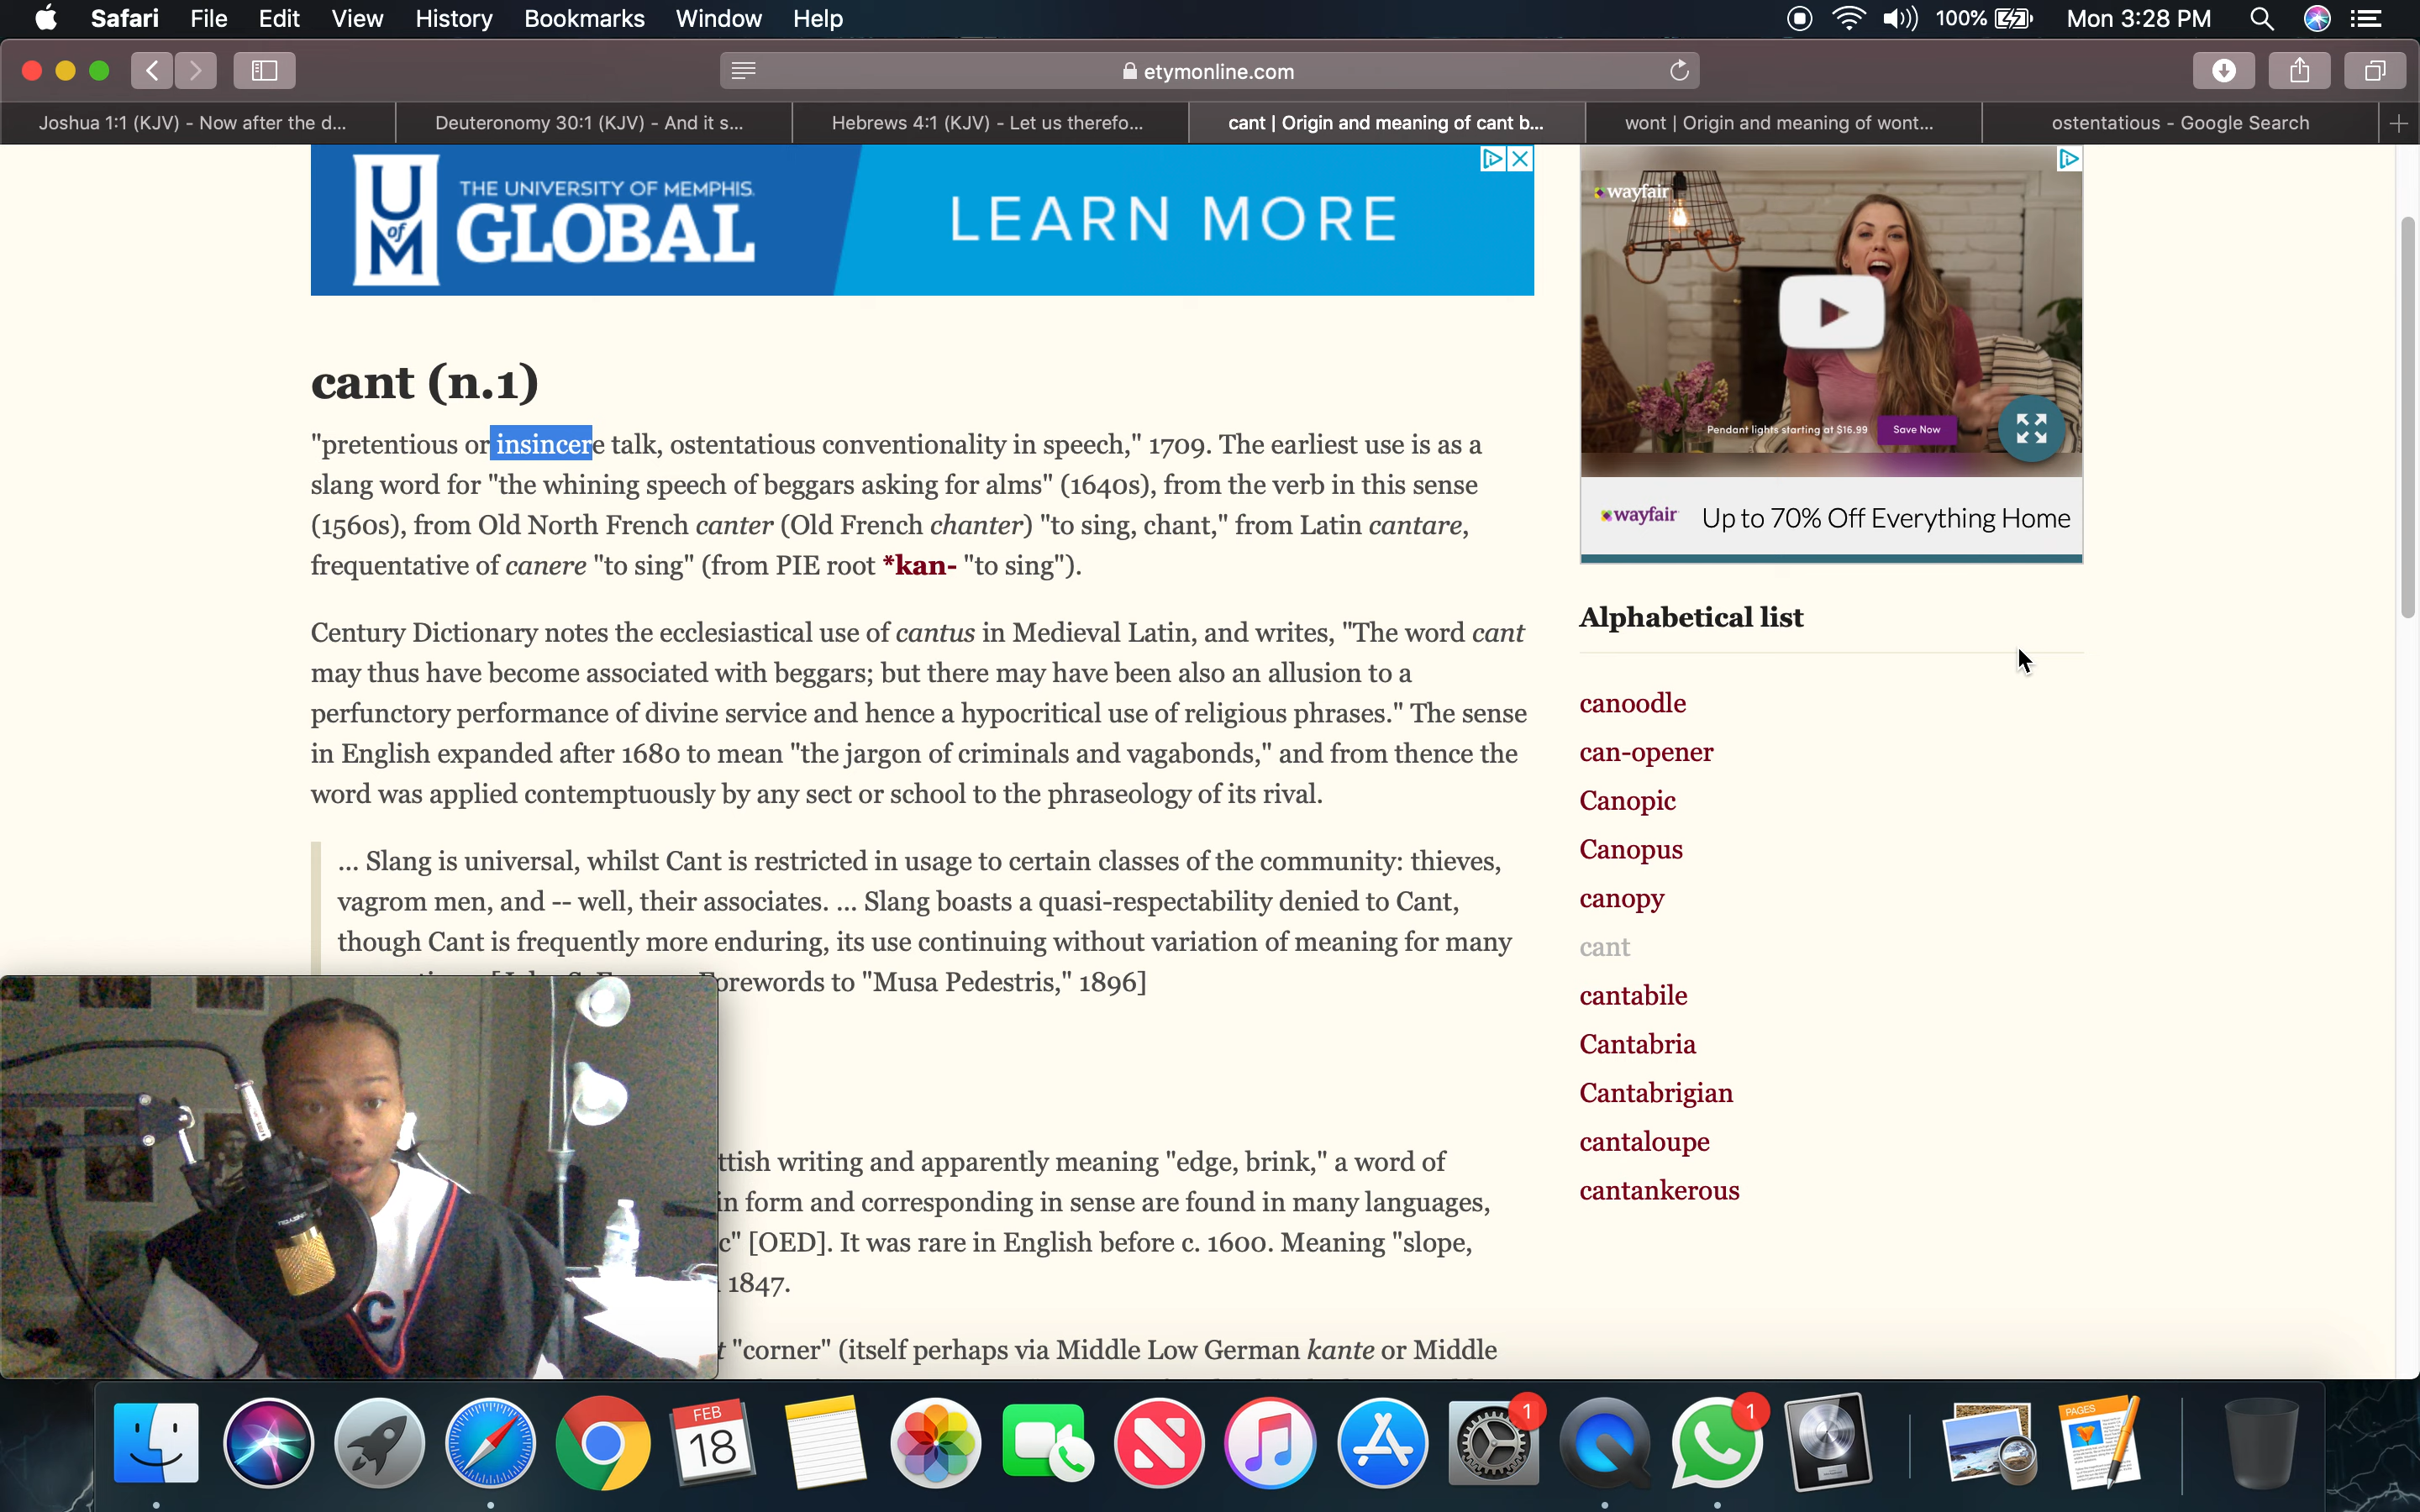 Safari File Edit View History Bookmarks Window Help 100% Mon 3:28 PM
etymonline.com
Joshua 1:1 (KJV) - Now after the d... Deuteronomy 30:1 (KJV) - And it s... Hebrews 4:1 (KJV) - Let us therefo... cant | Origin and meaning of cant b... wont | Origin and meaning of wont... ostentatious - Google Search
U of M
THE UNIVERSITY OF MEMPHIS.
GLOBAL
LEARN MORE
wayfair
Pendant lights starting at $16.99 Save Now
wayfair Up to 70% Off Everything Home
cant (n.1)
"pretentious or insincere talk, ostentatious conventionality in speech," 1709. The earliest use is as a
slang word for "the whining speech of beggars asking for alms" (1640s), from the verb in this sense
(1560s), from Old North French canter (Old French chanter) "to sing, chant," from Latin cantare,
frequentative of canere "to sing" (from PIE root *kan- "to sing").
Century Dictionary notes the ecclesiastical use of cantus in Medieval Latin, and writes, "The word cant
may thus have become associated with beggars; but there may have been also an allusion to a
perfunctory performance of divine service and hence a hypocritical use of religious phrases." The sense
in English expanded after 1680 to mean "the jargon of criminals and vagabonds," and from thence the
word was applied contemptuously by any sect or school to the phraseology of its rival.
... Slang is universal, whilst Cant is restricted in usage to certain classes of the community: thieves,
vagrom men, and -- well, their associates. ... Slang boasts a quasi-respectability denied to Cant,
though Cant is frequently more enduring, its use continuing without variation of meaning for many
orewords to "Musa Pedestris," 1896]
ttish writing and apparently meaning "edge, brink," a word of
in form and corresponding in sense are found in many languages,
c" [OED]. It was rare in English before c. 1600. Meaning "slope,
1847.
t "corner" (itself perhaps via Middle Low German kante or Middle
Alphabetical list
canoodle
can-opener
Canopic
Canopus
canopy
cant
cantabile
Cantabria
Cantabrigian
cantaloupe
cantankerous
FEB
18
1
1
PAGES